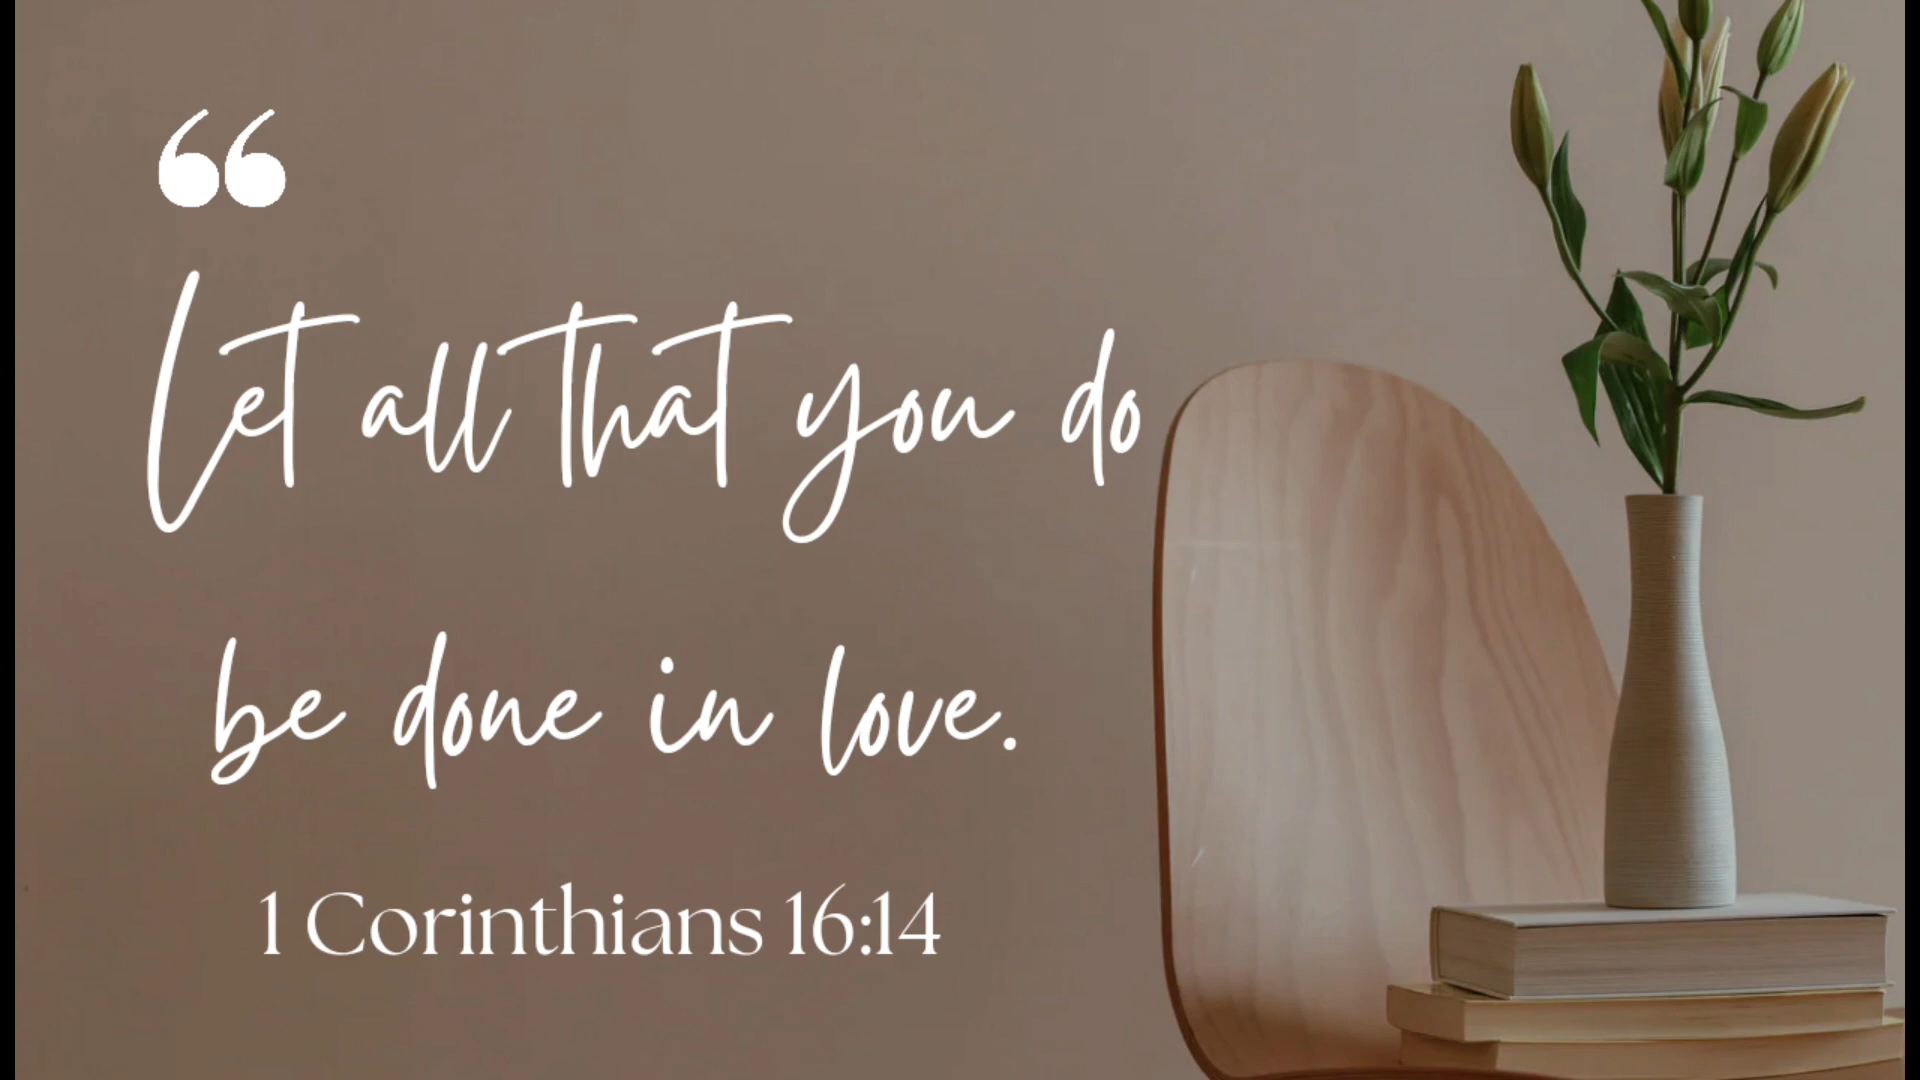 “
Let all that you do
be done in love.
1 Corinthians 16:14